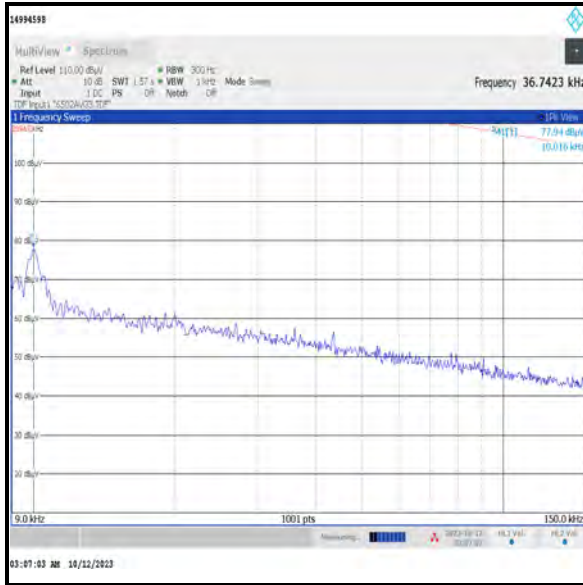 14994598
MultiView Spectrum
Ref Level 110.00 dBµV RBW 300 Hz
Att 10 dB SWT 1.57 s VBW 1 kHz Mode Sweep Frequency 36.7423 kHz
Input 1 DC PS Off Notch Off
1 Frequency Sweep 1Pk View
M1[1] 77.94 dBµV
10.016 kHz
100 dBµV
90 dBµV
80 dBµV
70 dBµV
60 dBµV
50 dBµV
40 dBµV
30 dBµV
20 dBµV
9.0 kHz 1001 pts 150.0 kHz
Measuring...
03:07:03 AM 10/12/2023